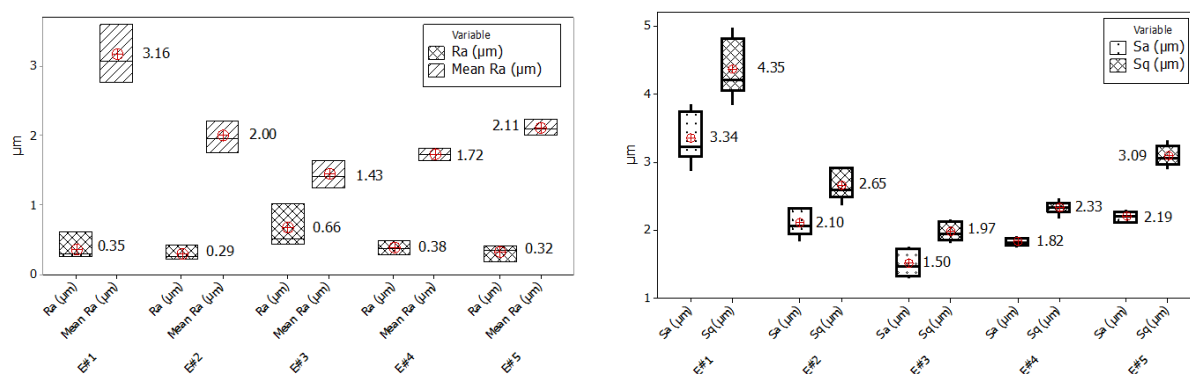 Variable
Ra (µm)
Mean Ra (µm)
µm
3
2
1
0
3.16
2.00
1.43
1.72
2.11
0.35
0.29
0.66
0.38
0.32
Ra (µm)
Mean Ra (µm)
Ra (µm)
Mean Ra (µm)
Ra (µm)
Mean Ra (µm)
Ra (µm)
Mean Ra (µm)
Ra (µm)
Mean Ra (µm)
E#1
E#2
E#3
E#4
E#5
Variable
Sa (µm)
Sq (µm)
µm
5
4
3
2
1
4.35
3.34
2.65
2.10
1.97
1.50
2.33
1.82
3.09
2.19
Sa (µm)
Sq (µm)
Sa (µm)
Sq (µm)
Sa (µm)
Sq (µm)
Sa (µm)
Sq (µm)
Sa (µm)
Sq (µm)
E#1
E#2
E#3
E#4
E#5